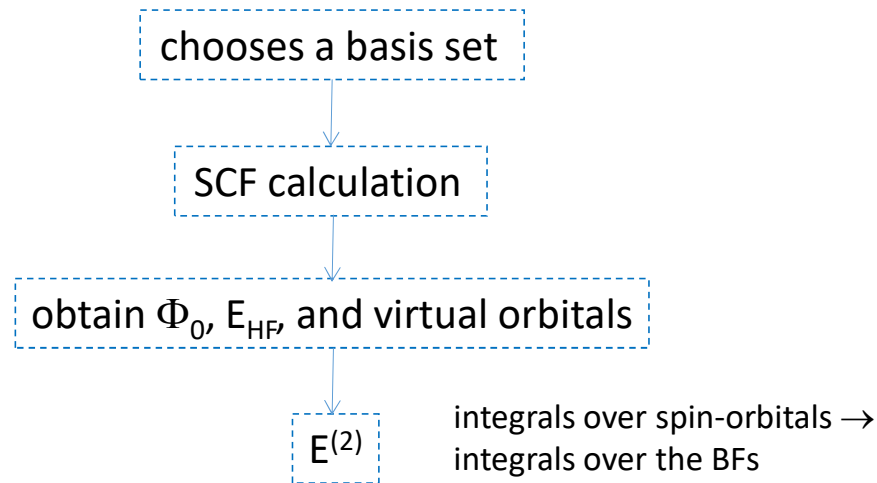 chooses a basis set
SCF calculation
obtain Φ₀, E_HF, and virtual orbitals
E⁽²⁾
integrals over spin-orbitals →
integrals over the BFs